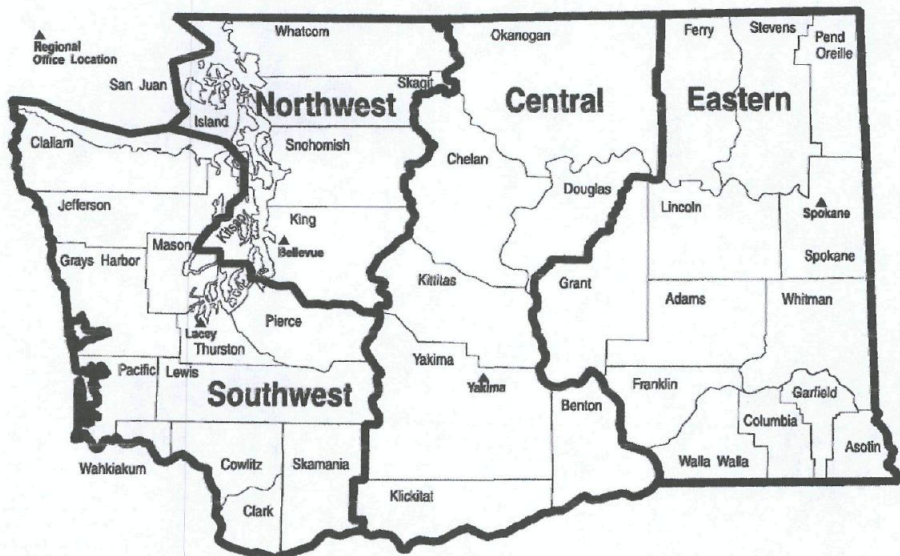 Regional
Office Location
San Juan
Whatcom
Skagit
Northwest
Island
Snohomish
Clallam
Jefferson
King
Kitsap
Bellevue
Mason
Grays Harbor
Lacey
Thurston
Pierce
Pacific
Lewis
Southwest
Wahkiakum
Cowlitz
Skamania
Clark
Okanogan
Central
Chelan
Douglas
Kittitas
Yakima
Yakima
Benton
Klickitat
Ferry
Stevens
Pend
Oreille
Eastern
Lincoln
Spokane
Spokane
Grant
Adams
Whitman
Franklin
Garfield
Columbia
Walla Walla
Asotin